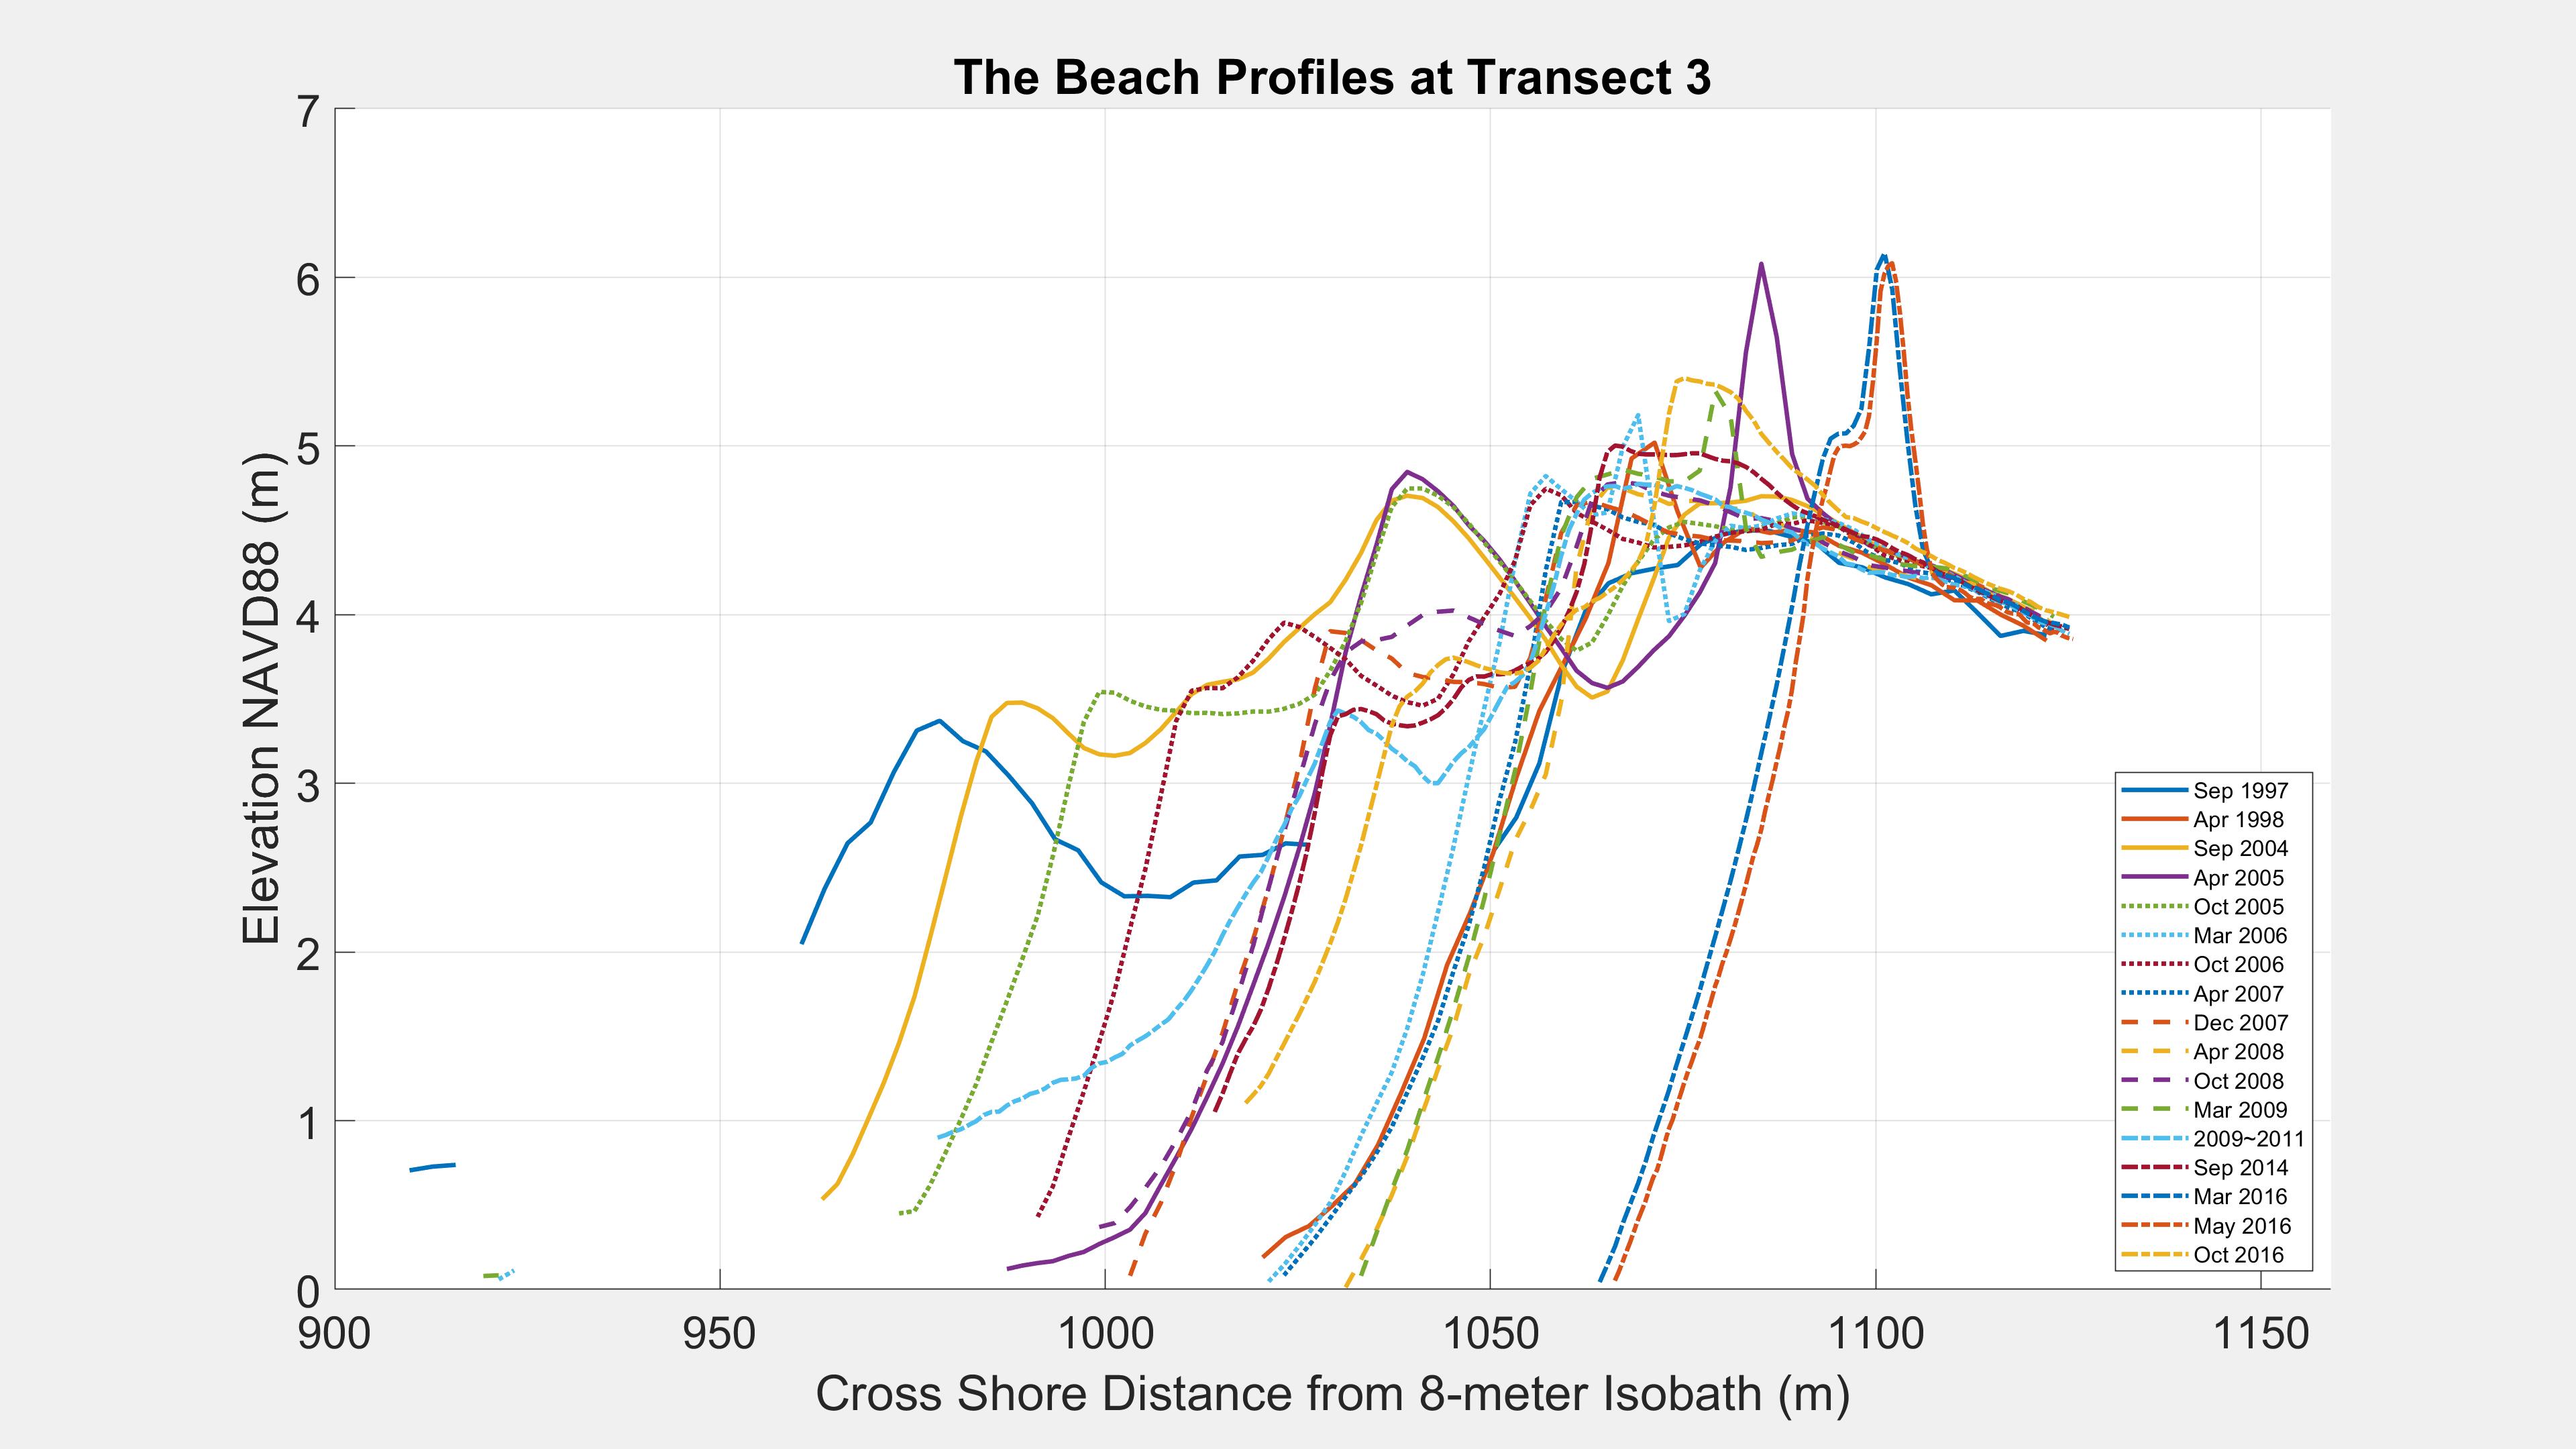 The Beach Profiles at Transect 3
7
6
5
4
3
2
1
0
Elevation NAVD88 (m)
900 950 1000 1050 1100 1150
Cross Shore Distance from 8-meter Isobath (m)
Sep 1997
Apr 1998
Sep 2004
Apr 2005
Oct 2005
Mar 2006
Oct 2006
Apr 2007
Dec 2007
Apr 2008
Oct 2008
Mar 2009
2009~2011
Sep 2014
Mar 2016
May 2016
Oct 2016